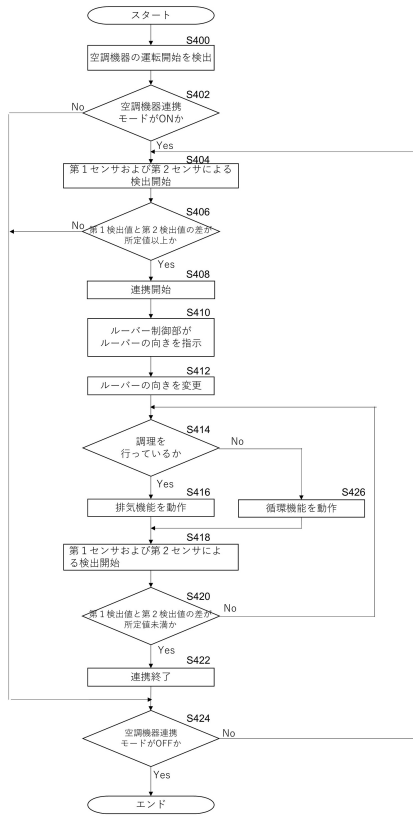 スタート
S400
空調機器の運転開始を検出
S402
空調機器連携
モードがONか
No
Yes
S404
第1センサおよび第2センサによる
検出開始
S406
No
第1検出値と第2検出値の差が
所定値以上か
Yes
S408
連携開始
S410
ルーバー制御部が
ルーバーの向きを指示
S412
ルーバーの向きを変更
S414
調理を
行っているか
No
Yes
S416
排気機能を動作
S426
循環機能を動作
S418
第1センサおよび第2センサによ
る検出開始
S420
第1検出値と第2検出値の差が
所定値未満か
No
Yes
S422
連携終了
S424
空調機器連携
モードがOFFか
No
Yes
エンド